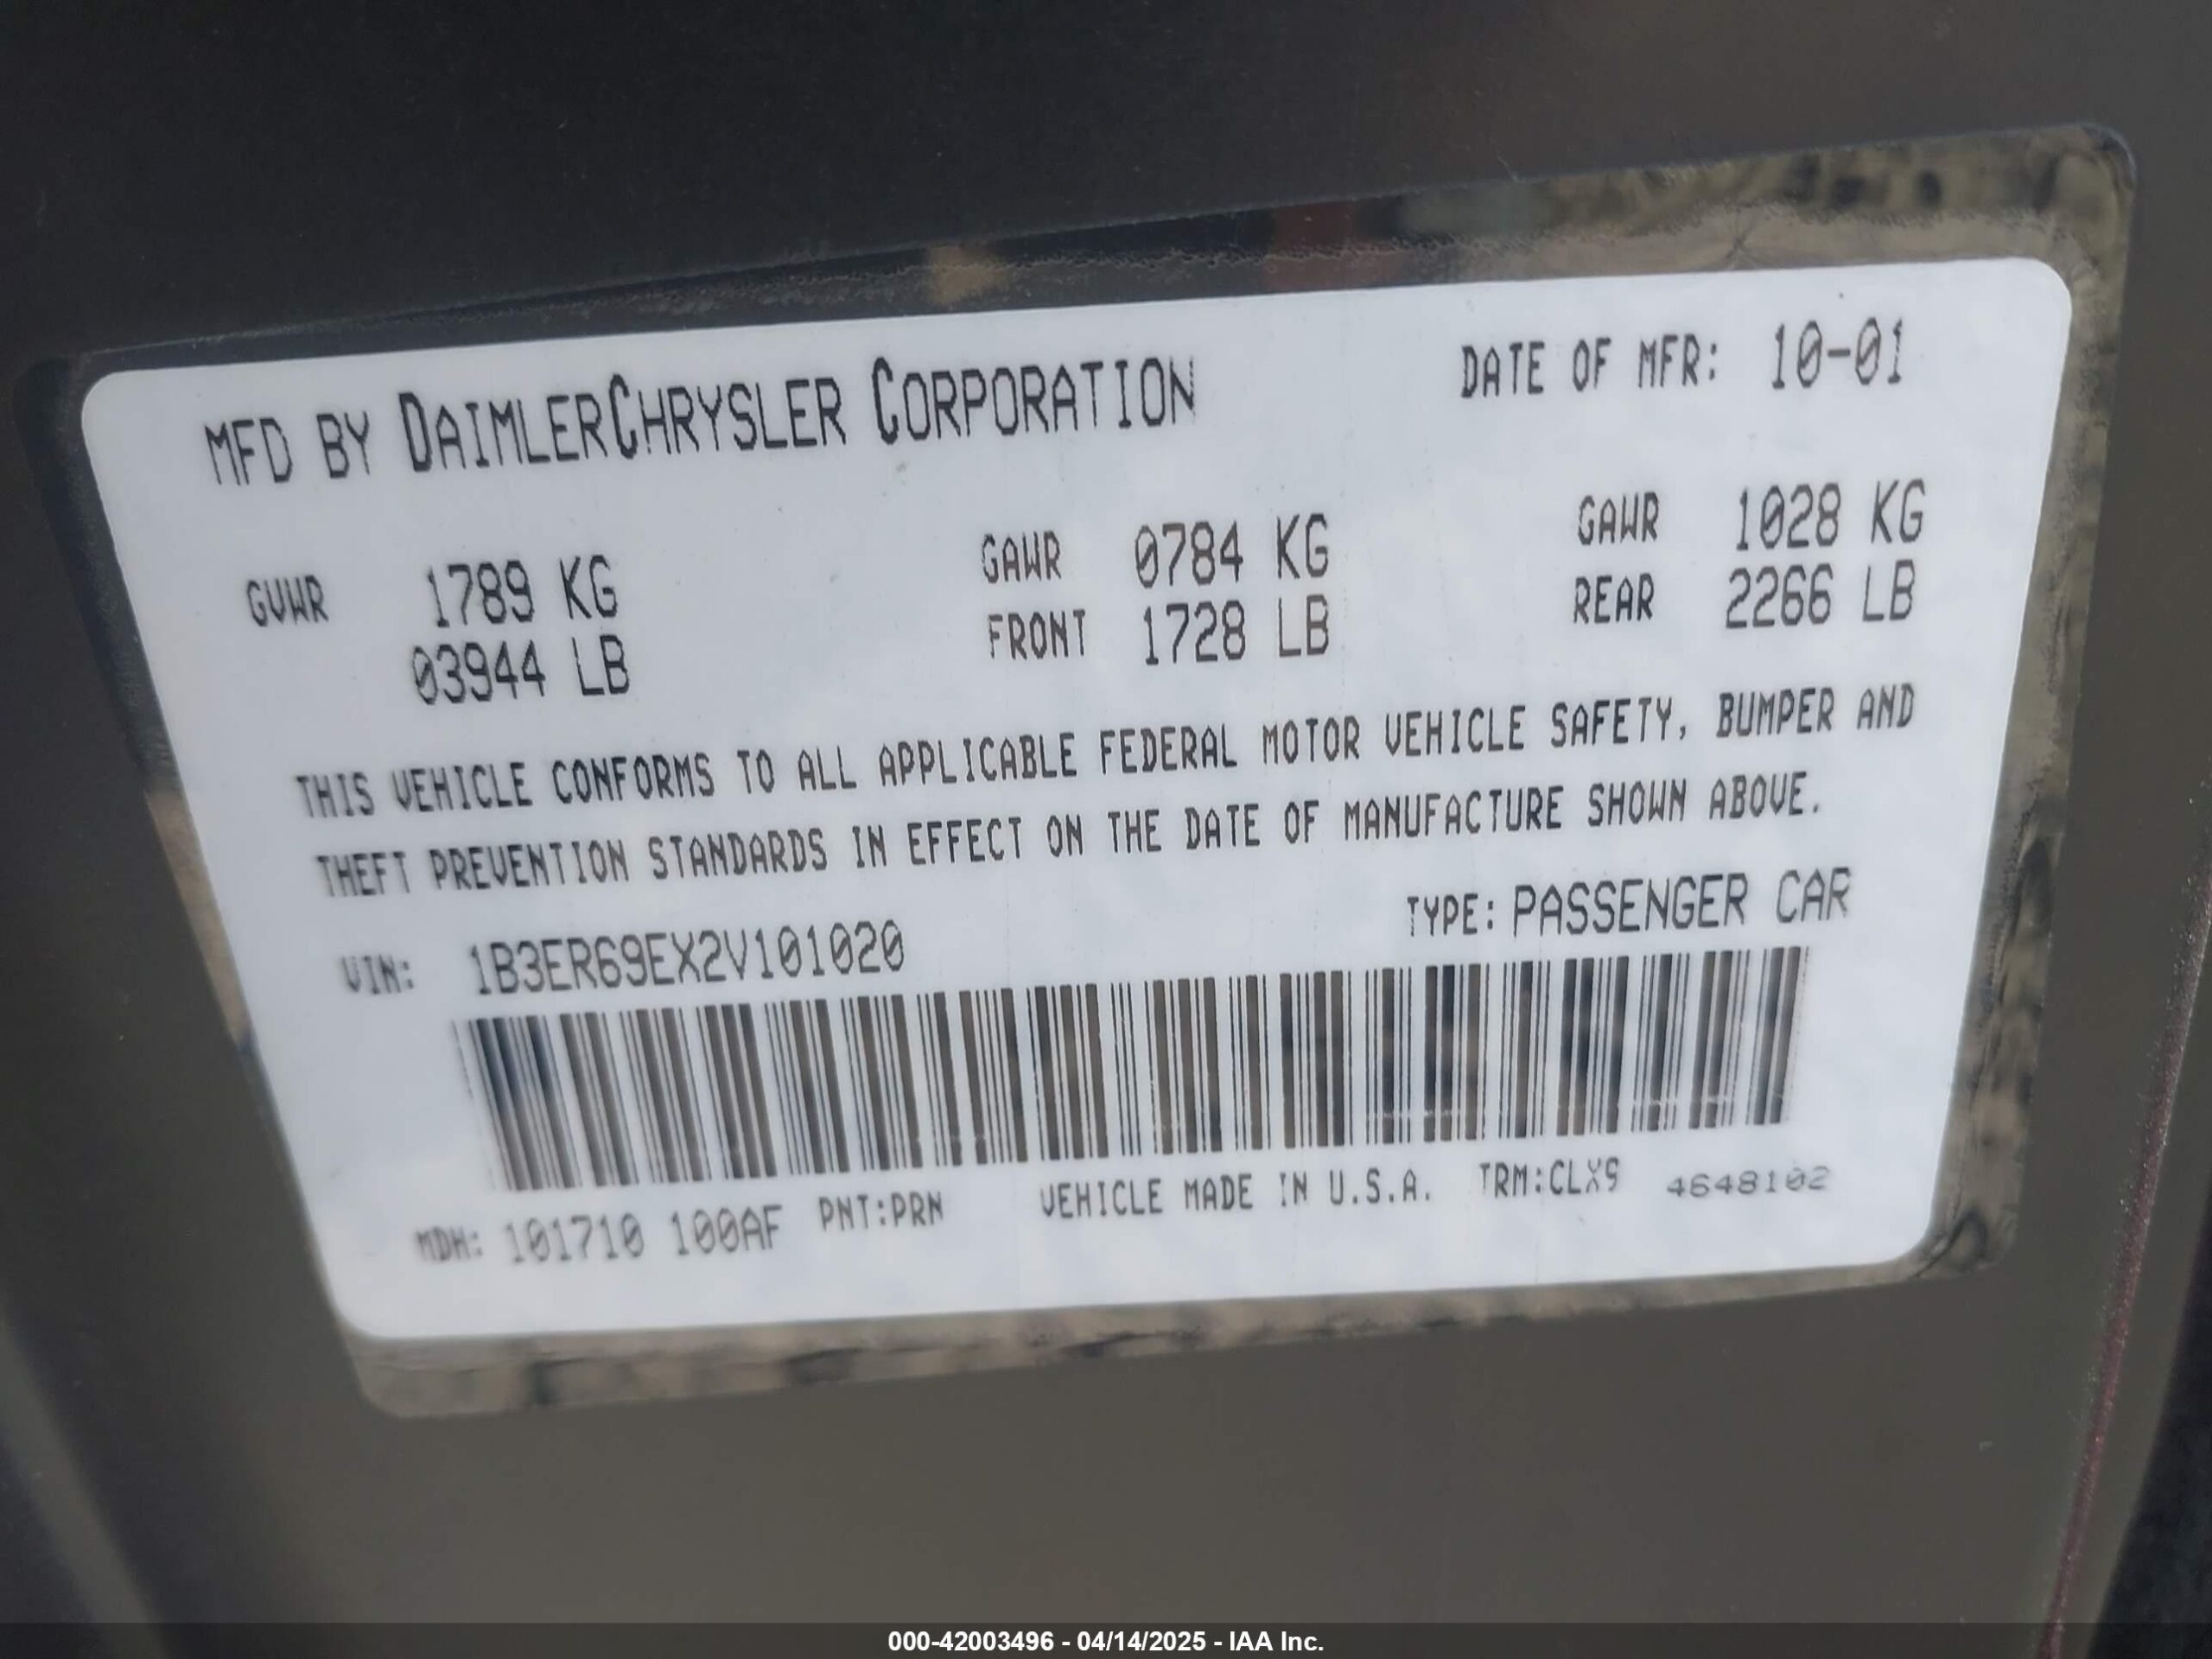 MFD BY DAIMLERCHRYSLER CORPORATION DATE OF MFR: 10-01
GVWR 1789 KG GAWR 0784 KG GAWR 1028 KG
03944 LB FRONT 1728 LB REAR 2266 LB
THIS VEHICLE CONFORMS TO ALL APPLICABLE FEDERAL MOTOR VEHICLE SAFETY, BUMPER AND
THEFT PREVENTION STANDARDS IN EFFECT ON THE DATE OF MANUFACTURE SHOWN ABOVE.
VIN: 1B3ER69EX2V101020 TYPE: PASSENGER CAR
MDH: 101710 100AF PNT:PRN VEHICLE MADE IN U.S.A. TRM:CLX9 4648102
000-42003496 - 04/14/2025 - IAA Inc.